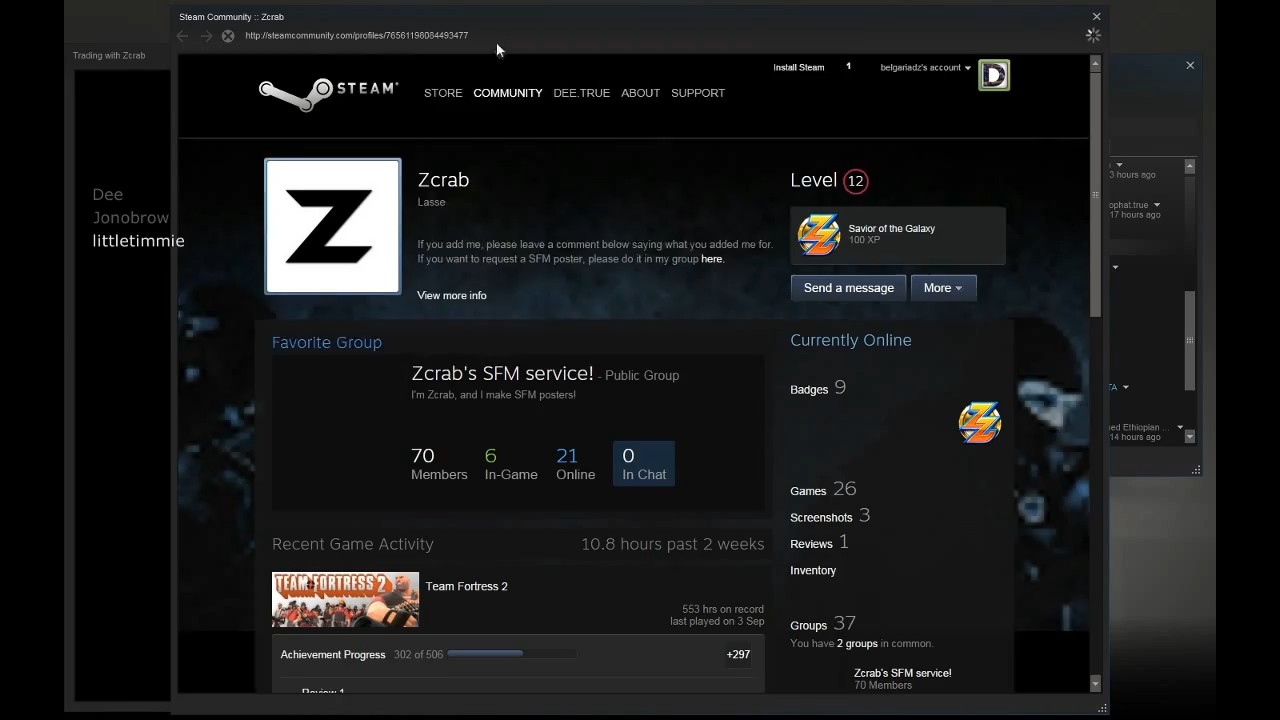 Steam Community :: Zcrab
http://steamcommunity.com/profiles/76561198084493477
Trading with Zcrab
Install Steam
1
belgariadz's account
D
STEAM
STORE COMMUNITY DEE.TRUE ABOUT SUPPORT
Dee
Jonobrow
littletimmie
Z
Zcrab
Lasse
If you add me, please leave a comment below saying what you added me for.
If you want to request a SFM poster, please do it in my group here.
View more info
Level 12
Savior of the Galaxy
100 XP
Send a message
More
Favorite Group
Zcrab's SFM service! - Public Group
I'm Zcrab, and I make SFM posters!
70 Members
6 In-Game
21 Online
0 In Chat
Recent Game Activity
10.8 hours past 2 weeks
TEAM FORTRESS 2
Team Fortress 2
553 hrs on record
last played on 3 Sep
Achievement Progress 302 of 506
+297
Review 1
Currently Online
Badges 9
Games 26
Screenshots 3
Reviews 1
Inventory
Groups 37
You have 2 groups in common.
Zcrab's SFM service!
70 Members
3 hours ago
ophat.true
17 hours ago
TA
ed Ethiopian ...
14 hours ago